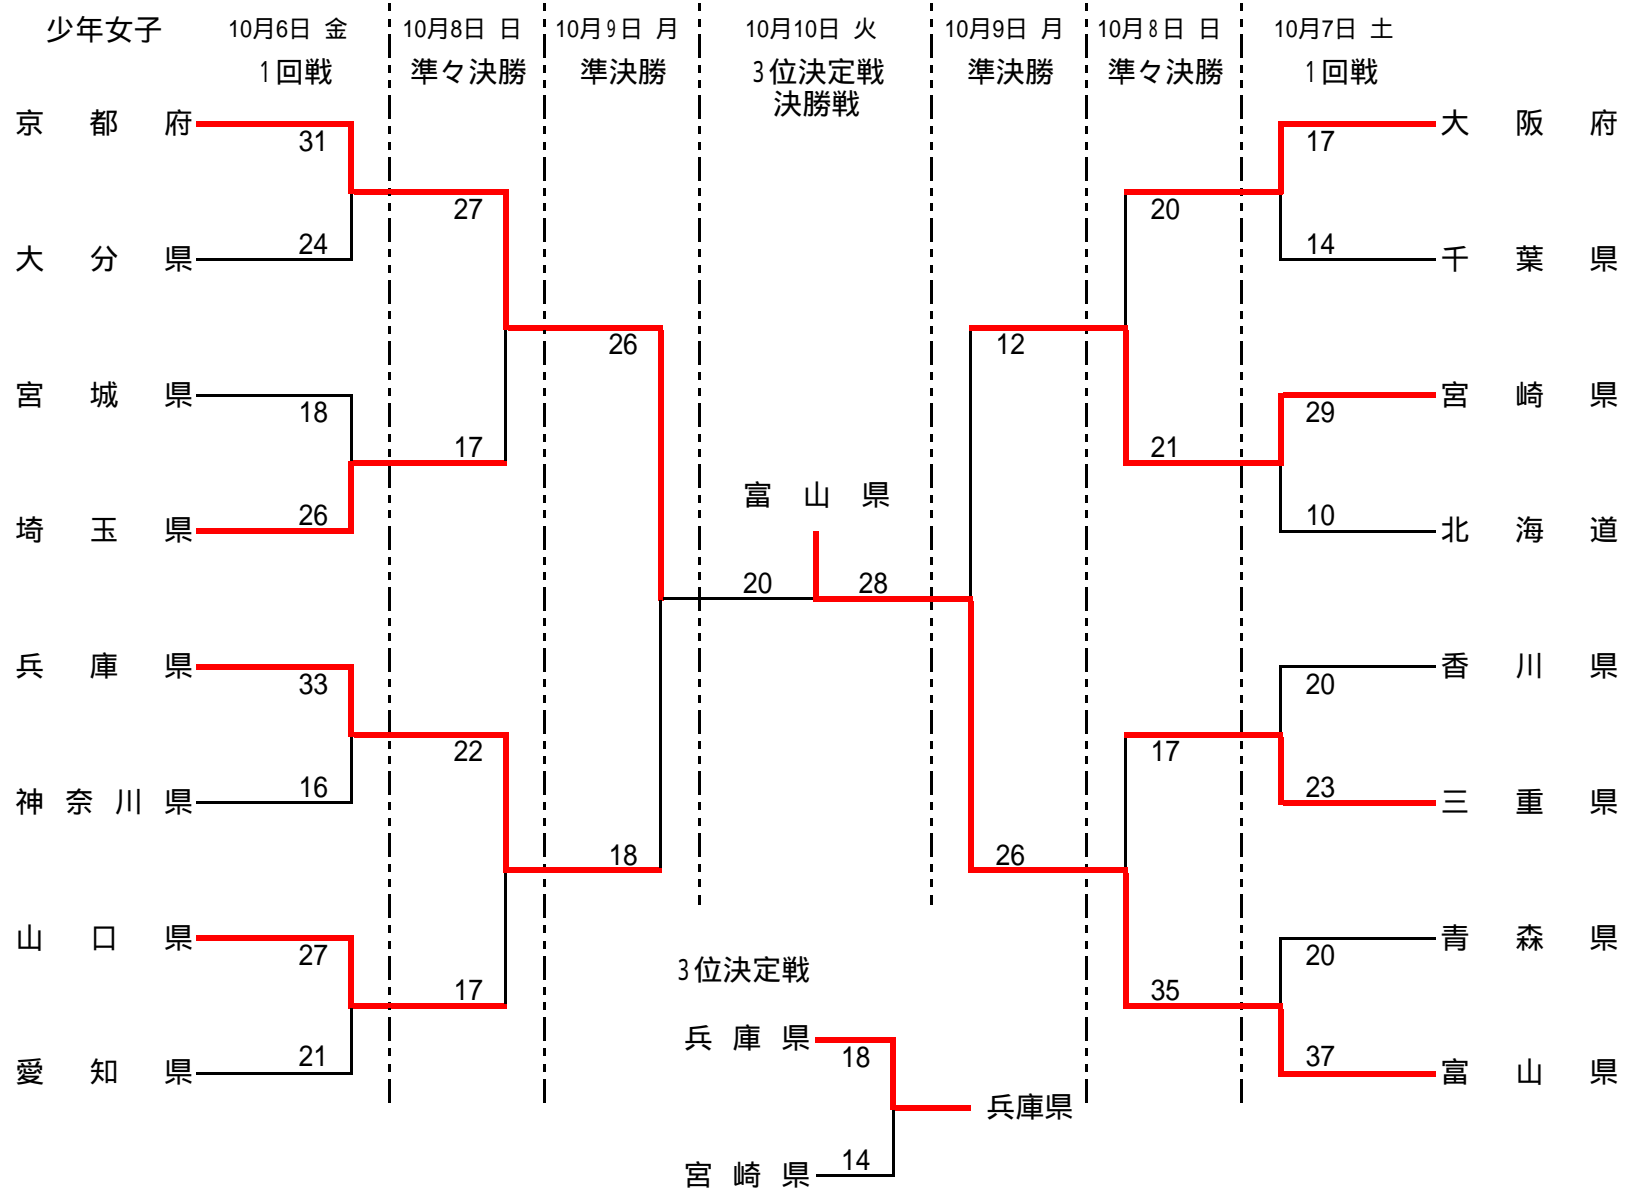 少年女子 10月6日 金 10月8日 日 10月9日 月 10月10日 火 10月9日 月 10月8日 日 10月7日 土
1回戦 準々決勝 準決勝 3位決定戦 準決勝 準々決勝 1回戦
決勝戦
京都府 大阪府
31 17
27 20
24 14
大分県 千葉県
26 12
宮城県 宮崎県
18 29
17 21
富山県
26 10
埼玉県 北海道
20 28
兵庫県 香川県
33 20
22 17
16 23
神奈川県 三重県
18 26
山口県 青森県
27 20
3位決定戦
17 35
兵庫県
21 18 37
愛知県 富山県
兵庫県
14
宮崎県